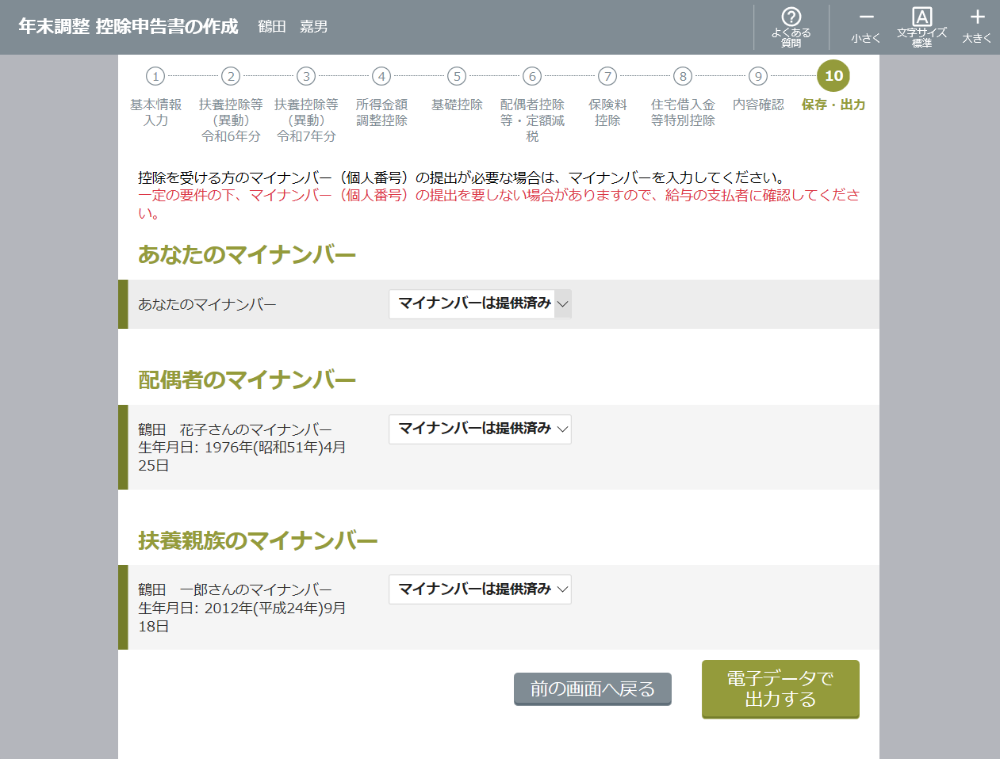 年末調整 控除申告書の作成 鶴田 嘉男
よくある
質問
小さく
A
文字サイズ
標準
大きく
1
基本情報
入力
2
扶養控除等
（異動）
令和6年分
3
扶養控除等
（異動）
令和7年分
4
所得金額
調整控除
5
基礎控除
6
配偶者控除
等・定額減
税
7
保険料
控除
8
住宅借入金
等特別控除
9
内容確認
10
保存・出力
控除を受ける方のマイナンバー（個人番号）の提出が必要な場合は、マイナンバーを入力してください。
一定の要件の下、マイナンバー（個人番号）の提出を要しない場合がありますので、給与の支払者に確認してくださ
い。
あなたのマイナンバー
あなたのマイナンバー マイナンバーは提供済み
配偶者のマイナンバー
鶴田 花子さんのマイナンバー マイナンバーは提供済み
生年月日: 1976年(昭和51年)4月
25日
扶養親族のマイナンバー
鶴田 一郎さんのマイナンバー マイナンバーは提供済み
生年月日: 2012年(平成24年)9月
18日
前の画面へ戻る
電子データで
出力する